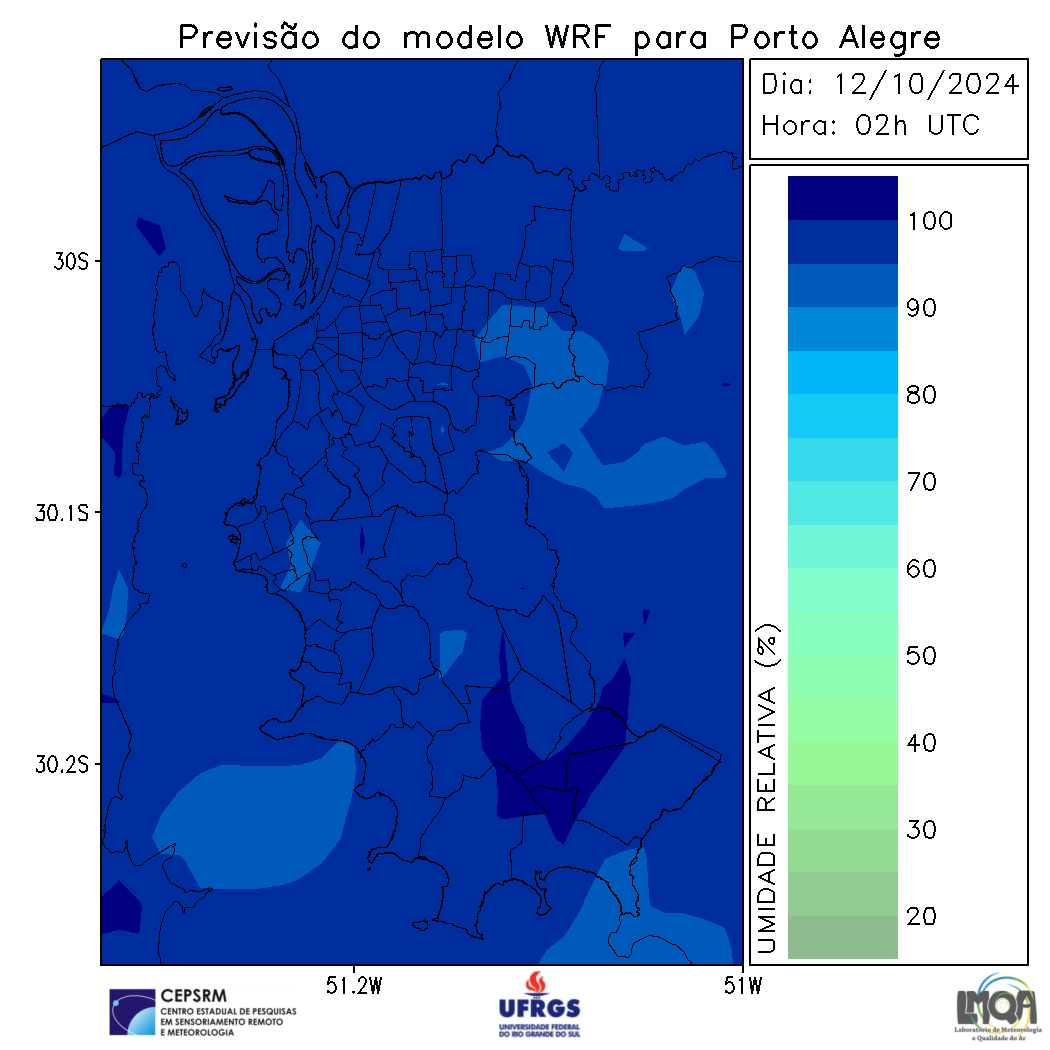 Previsão do modelo WRF para Porto Alegre
Dia: 12/10/2024
Hora: 02h UTC
30S
30.1S
30.2S
51.2W
51W
100
90
80
70
60
50
40
30
20
UMIDADE RELATIVA (%)
CEPSRM
CENTRO ESTADUAL DE PESQUISAS
EM SENSORIAMENTO REMOTO
E METEOROLOGIA
UFRGS
UNIVERSIDADE FEDERAL
DO RIO GRANDE DO SUL
LMQA
Laboratório de Meteorologia
e Qualidade do Ar